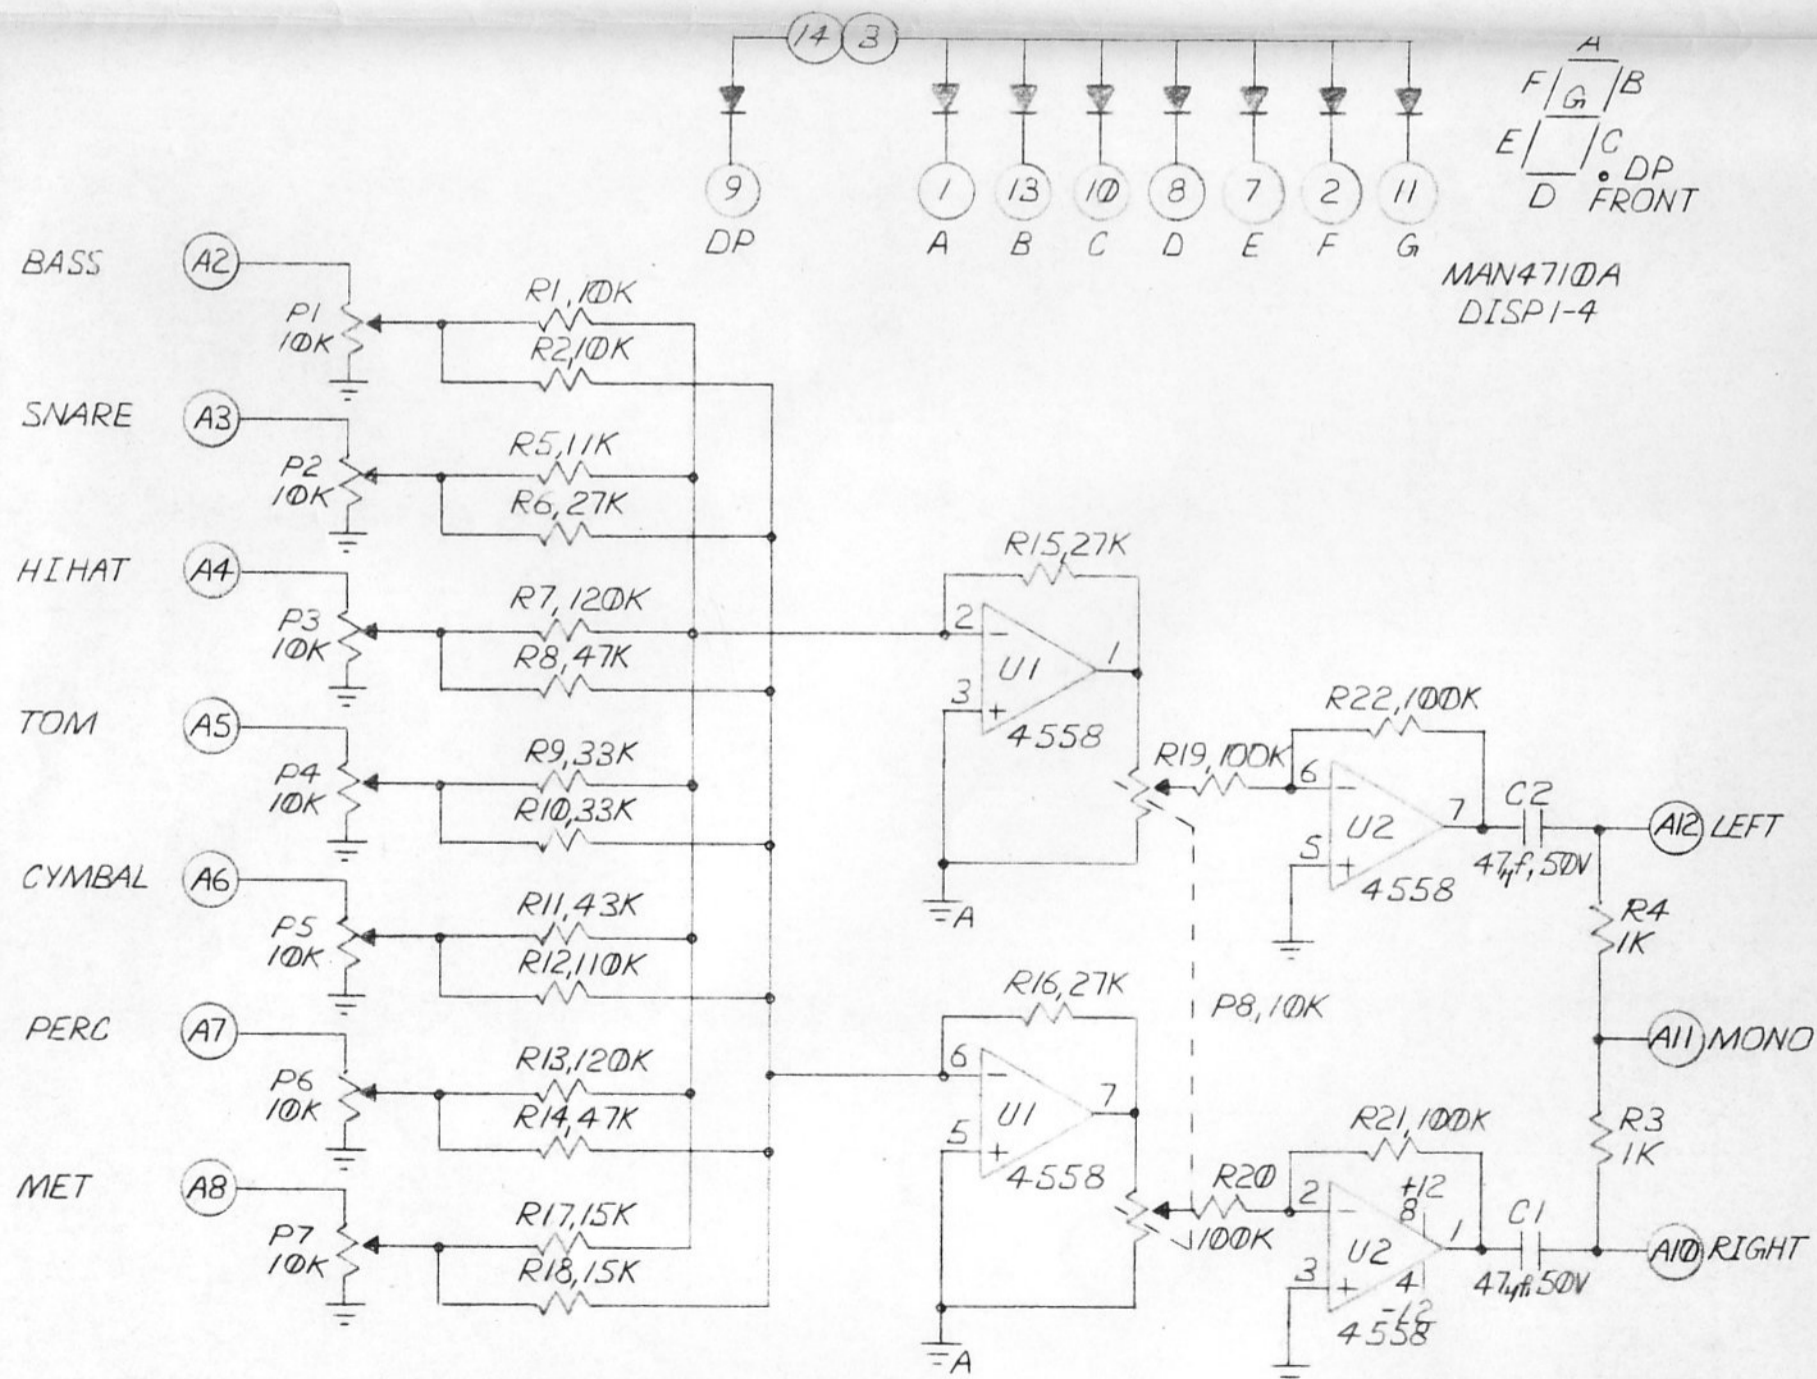 14 3
A
F G B
E C
DP
D FRONT
9 1 13 10 8 7 2 11
DP A B C D E F G
MAN4710A
DISP1-4
BASS A2
P1
10K
R1,10K
R2,10K
SNARE A3
P2
10K
R5,11K
R6,27K
HIHAT A4
P3
10K
R7,120K
R8,47K
TOM A5
P4
10K
R9,33K
R10,33K
CYMBAL A6
P5
10K
R11,43K
R12,110K
PERC A7
P6
10K
R13,120K
R14,47K
MET A8
P7
10K
R17,15K
R18,15K
R15,27K
2 -
U1 1
3 +
4558
A
R19,100K
R22,100K
6 -
U2 7
5 +
4558
C2
47µf,50V
A12 LEFT
R4
1K
P8,10K
A11 MONO
R3
1K
R16,27K
6 -
U1 7
5 +
4558
A
R20
100K
R21,100K
2 -
+12
8
U2 1
3 +
4
-12
4558
C1
47µf,50V
A10 RIGHT